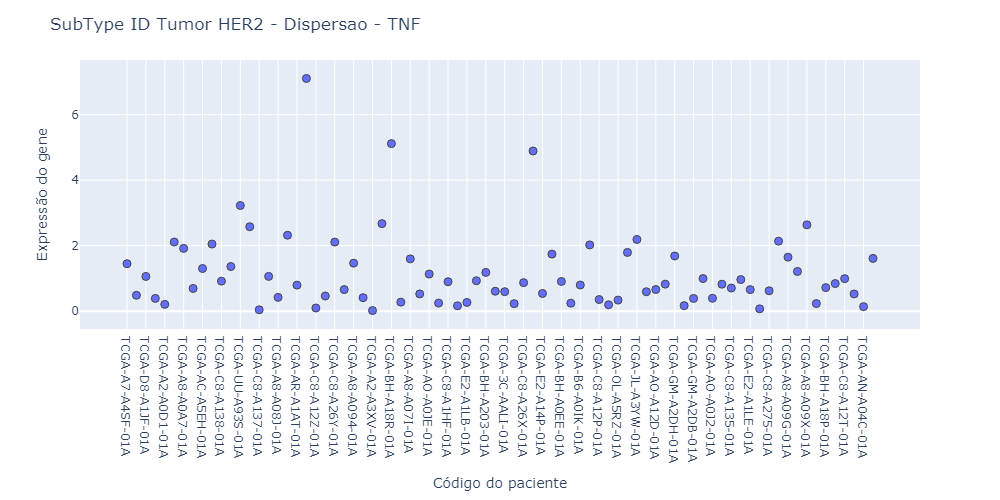 SubType ID Tumor HER2 - Dispersao - TNF
Expressão do gene
6
4
2
0
TCGA-A7-A4SF-01A
TCGA-D8-A1JF-01A
TCGA-A2-A0D1-01A
TCGA-A8-A0A7-01A
TCGA-AC-A5EH-01A
TCGA-C8-A138-01A
TCGA-UU-A93S-01A
TCGA-C8-A137-01A
TCGA-A8-A08J-01A
TCGA-AR-A1AT-01A
TCGA-C8-A12Z-01A
TCGA-C8-A26Y-01A
TCGA-A8-A094-01A
TCGA-A2-A3XV-01A
TCGA-BH-A18R-01A
TCGA-A8-A07I-01A
TCGA-AO-A0JE-01A
TCGA-C8-A1HF-01A
TCGA-E2-A1LB-01A
TCGA-BH-A203-01A
TCGA-3C-AALI-01A
TCGA-C8-A26X-01A
TCGA-E2-A14P-01A
TCGA-BH-A0EE-01A
TCGA-B6-A0IK-01A
TCGA-C8-A12P-01A
TCGA-OL-A5RZ-01A
TCGA-JL-A3YW-01A
TCGA-AO-A12D-01A
TCGA-GM-A2DH-01A
TCGA-GM-A2DB-01A
TCGA-AO-A0J2-01A
TCGA-C8-A135-01A
TCGA-E2-A1LE-01A
TCGA-C8-A275-01A
TCGA-A8-A09G-01A
TCGA-A8-A09X-01A
TCGA-BH-A18P-01A
TCGA-C8-A12T-01A
TCGA-AN-A04C-01A
Código do paciente